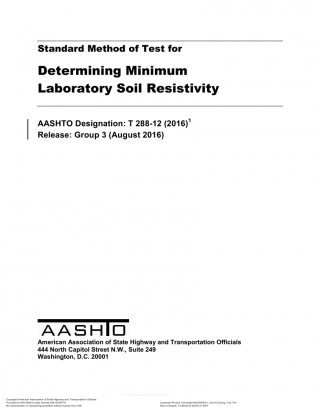 Standard Method of Test for
Determining Minimum
Laboratory Soil Resistivity
AASHTO Designation: T 288-12 (2016)1
Release: Group 3 (August 2016)
AASHTO
American Association of State Highway and Transportation Officials
444 North Capitol Street N.W., Suite 249
Washington, D.C. 20001